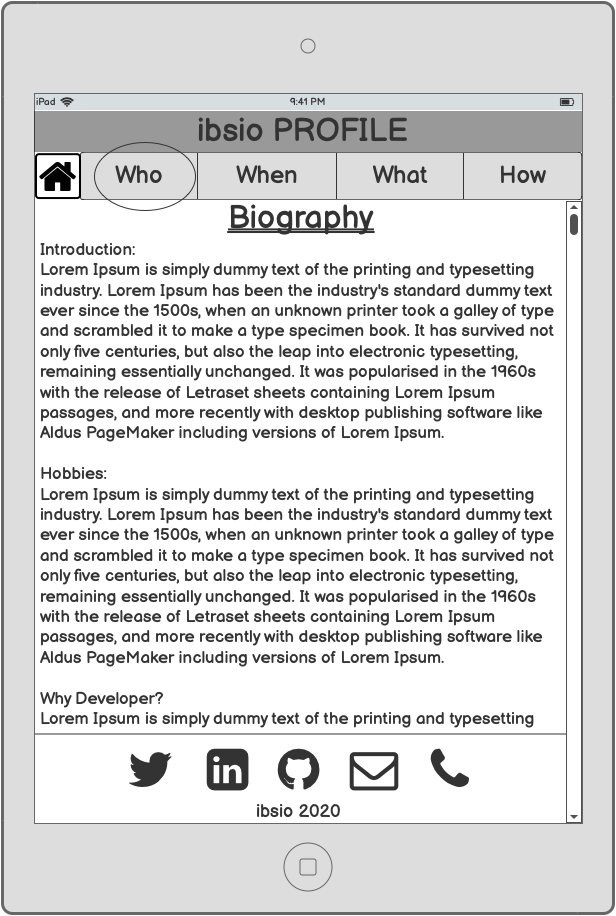 iPad 9:41 PM
ibsio PROFILE
Who When What How
Biography
Introduction:
Lorem Ipsum is simply dummy text of the printing and typesetting
industry. Lorem Ipsum has been the industry's standard dummy text
ever since the 1500s, when an unknown printer took a galley of type
and scrambled it to make a type specimen book. It has survived not
only five centuries, but also the leap into electronic typesetting,
remaining essentially unchanged. It was popularised in the 1960s
with the release of Letraset sheets containing Lorem Ipsum
passages, and more recently with desktop publishing software like
Aldus PageMaker including versions of Lorem Ipsum.
Hobbies:
Lorem Ipsum is simply dummy text of the printing and typesetting
industry. Lorem Ipsum has been the industry's standard dummy text
ever since the 1500s, when an unknown printer took a galley of type
and scrambled it to make a type specimen book. It has survived not
only five centuries, but also the leap into electronic typesetting,
remaining essentially unchanged. It was popularised in the 1960s
with the release of Letraset sheets containing Lorem Ipsum
passages, and more recently with desktop publishing software like
Aldus PageMaker including versions of Lorem Ipsum.
Why Developer?
Lorem Ipsum is simply dummy text of the printing and typesetting
in
ibsio 2020